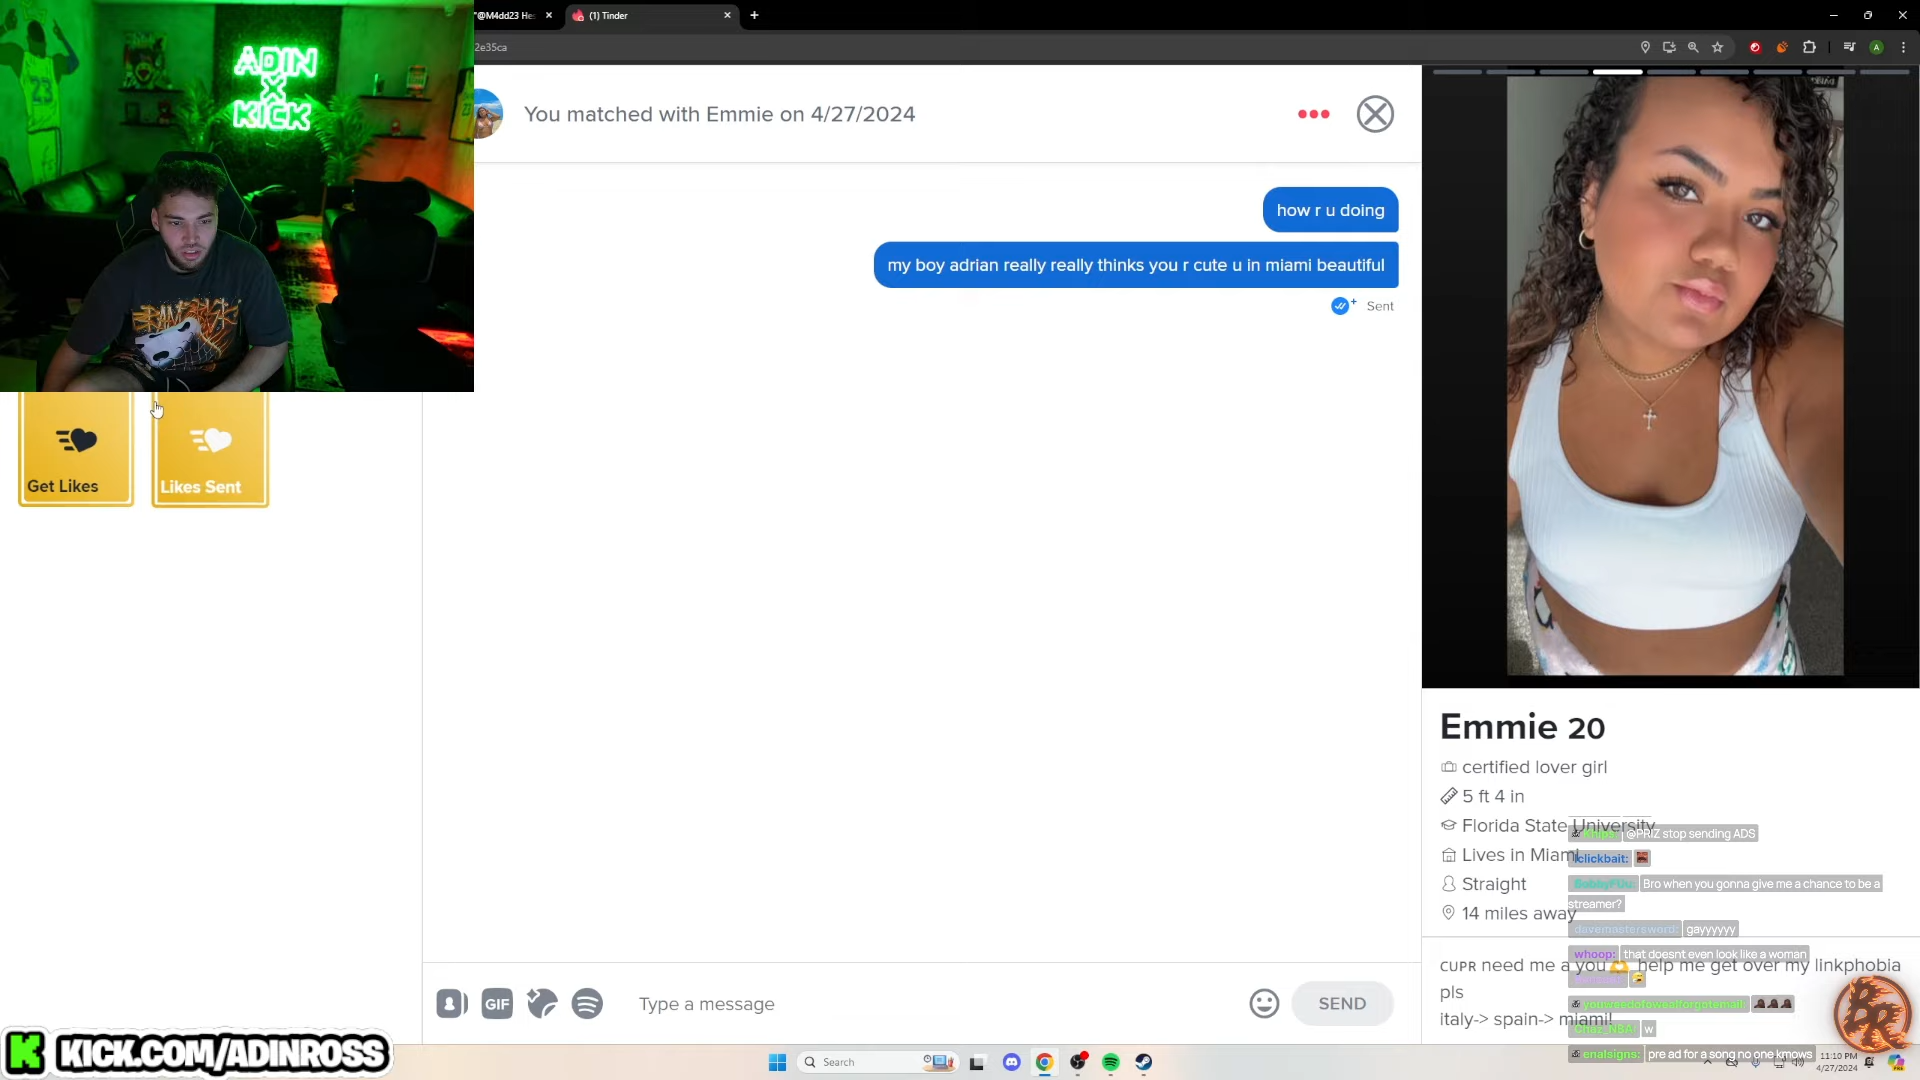 ADIN
X
KICK
23
"@M4dd23 Hes
(1) Tinder
2e35ca
A
You matched with Emmie on 4/27/2024
how r u doing
my boy adrian really really thinks you r cute u in miami beautiful
Sent
Get Likes
Likes Sent
Emmie 20
certified lover girl
5 ft 4 in
Florida State University
Lives in Miami
Straight
14 miles away
@PRIZ stop sending ADS
clickbait:
Bro when you gonna give me a chance to be a
streamer?
davemastersword: gayyyyyy
whoop: that doesnt even look like a woman
CUPR need me a you🫶 help me get over my linkphobia
pls
italy-> spain-> miami!
Chaz_NBA: w
enalsigns: pre ad for a song no one kmows
GIF
Type a message
SEND
K KICK.COM/ADINROSS
Search
11:10 PM
4/27/2024